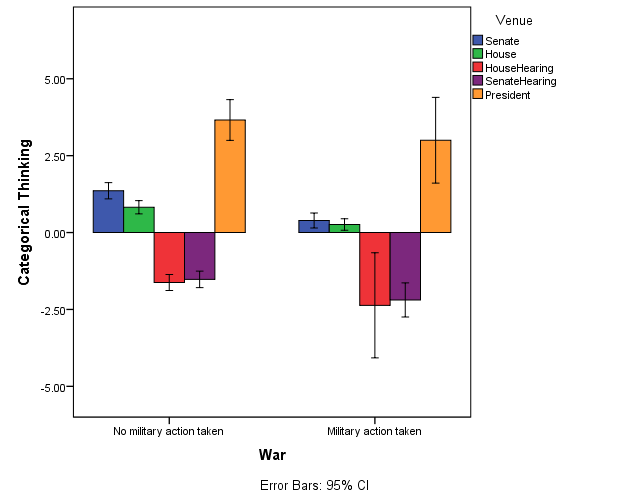 Venue
Senate
House
HouseHearing
SenateHearing
President
5.00
2.50
0.00
-2.50
-5.00
Categorical Thinking
No military action taken
Military action taken
War
Error Bars: 95% CI